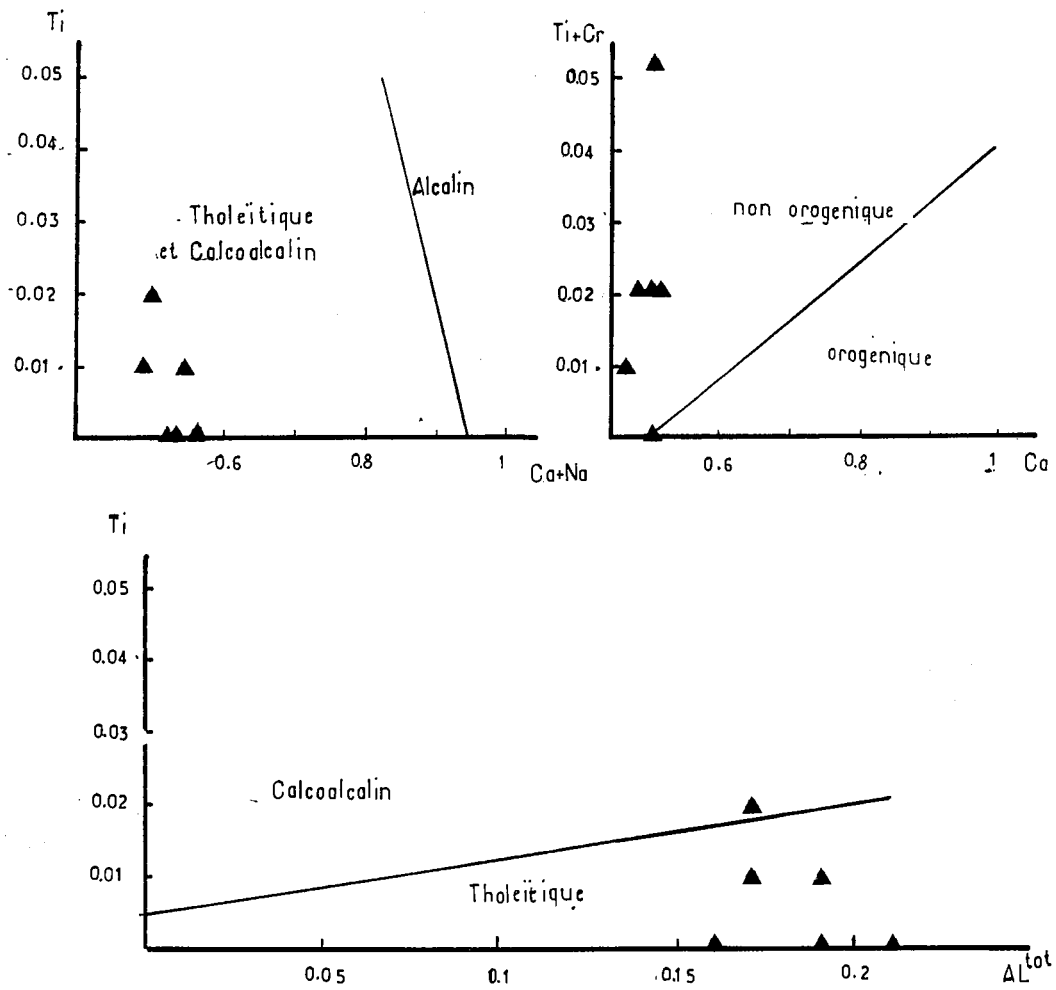 Ti
0.05
0.04
0.03
0.02
0.01
Alcalin
Tholeïtique
et Calcoalcalin
0.6
0.8
1
Ca+Na
Ti+Cr
0.05
0.04
0.03
0.02
0.01
non orogenique
orogenique
0.6
0.8
1
Ca
Ti
0.05
0.04
0.03
0.02
0.01
Calcoalcalin
Tholeïtique
0.05
0.1
0.15
0.2
AL tot